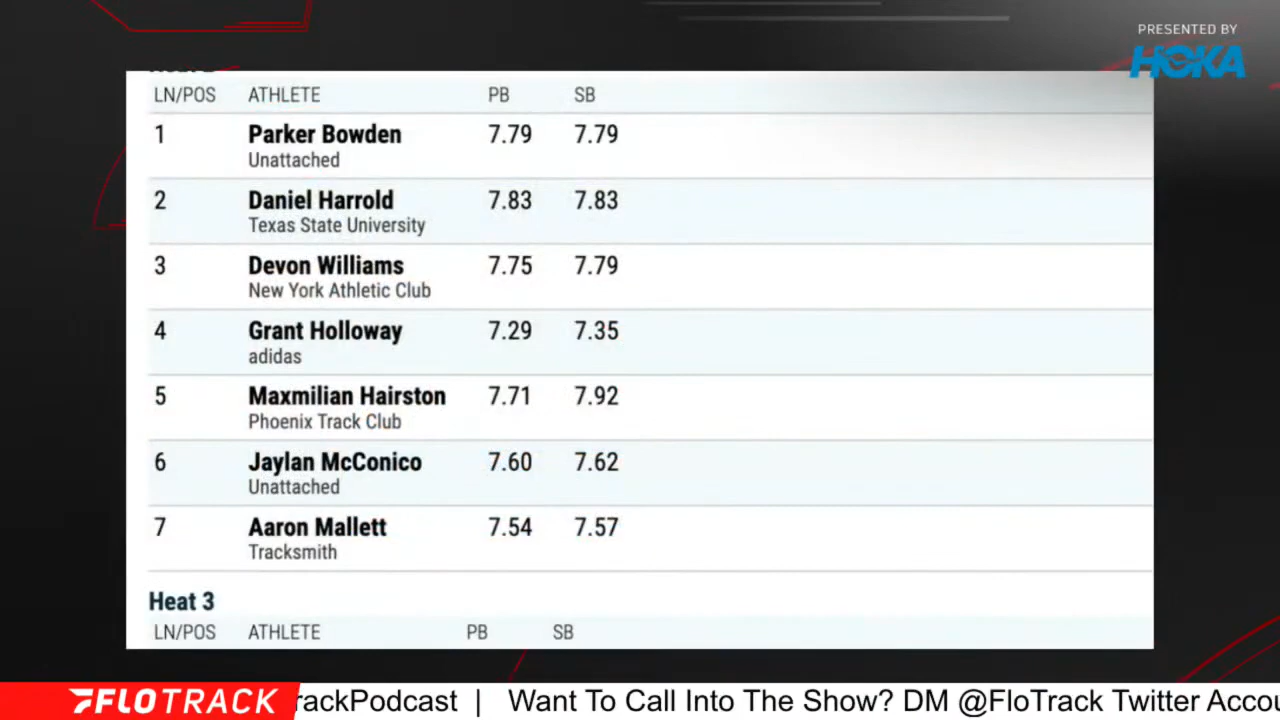 PRESENTED BY
HOKA
LN/POS ATHLETE PB SB
1 Parker Bowden 7.79 7.79
Unattached
2 Daniel Harrold 7.83 7.83
Texas State University
3 Devon Williams 7.75 7.79
New York Athletic Club
4 Grant Holloway 7.29 7.35
adidas
5 Maxmilian Hairston 7.71 7.92
Phoenix Track Club
6 Jaylan McConico 7.60 7.62
Unattached
7 Aaron Mallett 7.54 7.57
Tracksmith
Heat 3
LN/POS ATHLETE PB SB
FLOTRACK rackPodcast | Want To Call Into The Show? DM @FloTrack Twitter Accou